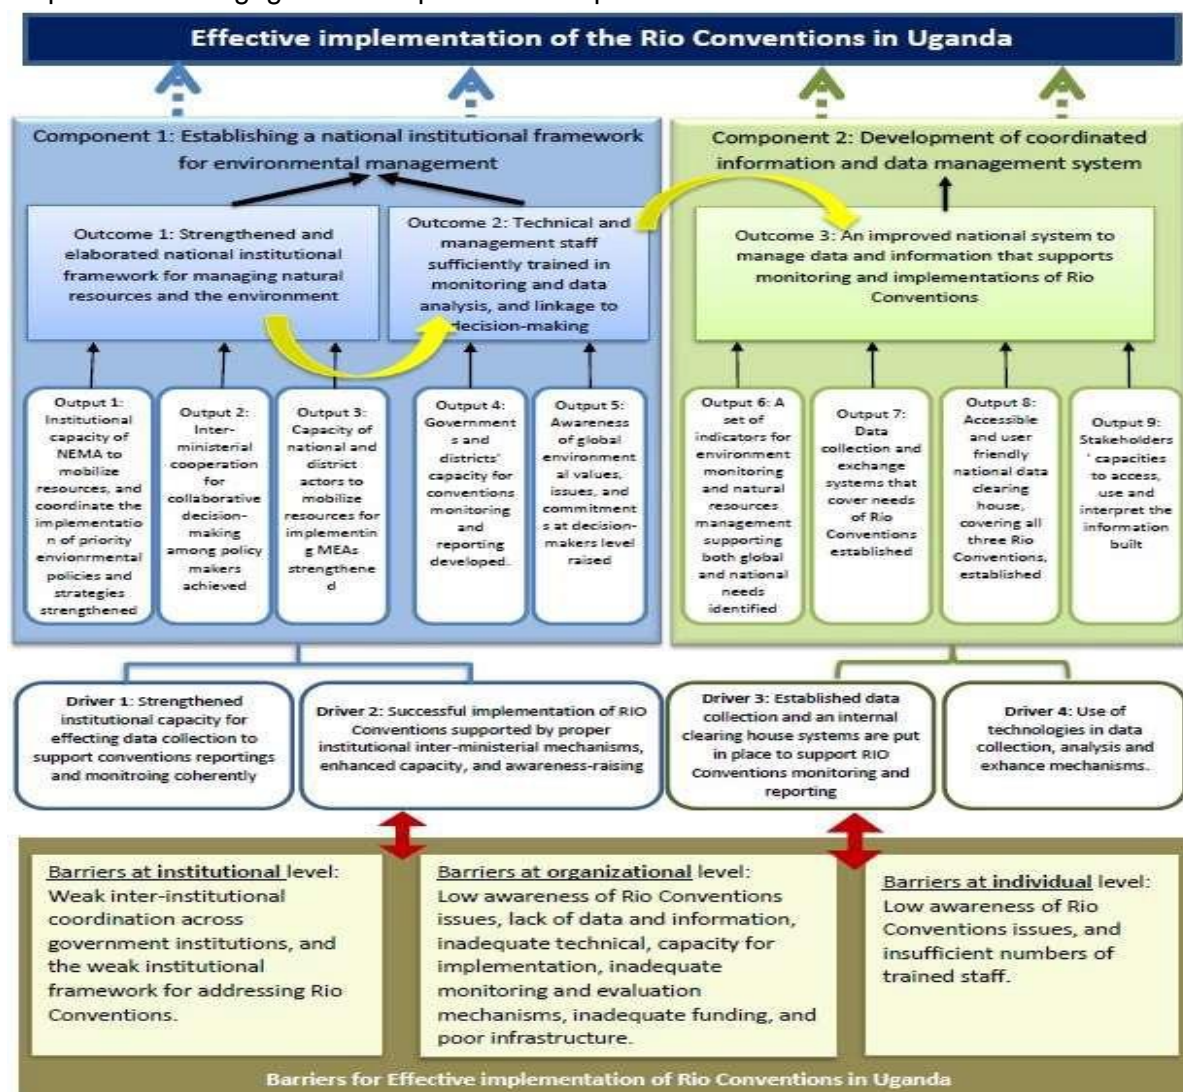 Effective implementation of the Rio Conventions in Uganda
Component 1: Establishing a national institutional framework
for environmental management
Outcome 1: Strengthened and
elaborated national institutional
framework for managing natural
resources and the environment
Outcome 2: Technical and
management staff
sufficiently trained in
monitoring and data
analysis, and linkage to
decision-making
Output 1:
Institutional
capacity of
NEMA to
mobilize
resources, and
coordinate the
implementatio
n of priority
envionrmental
policies and
strategies
strengthened
Output 2:
Inter-
ministerial
cooperation
for
collaborative
decision-
making
among policy
makers
achieved
Output 3:
Capacity of
national and
district
actors to
mobilize
resources for
implementin
g MEAs
strengthene
d
Output 4:
Government
s and
districts'
capacity for
conventions
monitoring
and
reporting
developed.
Output 5:
Awareness
of global
environment
al values,
issues, and
commitment
s at decision-
makers level
raised
Component 2: Development of coordinated
information and data management system
Outcome 3: An improved national system to
manage data and information that supports
monitoring and implementations of Rio
Conventions
Output 6: A
set of
indicators for
environment
monitoring
and natural
resources
management
supporting
both global
and national
needs
identified
Output 7:
Data
collection and
exchange
systems that
cover needs of
Rio
Conventions
established
Output 8:
Accessible
and user
friendly
national data
clearing
house,
covering all
three Rio
Conventions,
established
Output 9:
Stakeholders
' capacities
to access,
use and
interpret the
information
built
Driver 1: Strengthened
institutional capacity for
effecting data collection to
support conventions reportings
and monitroing coherently
Driver 2: Successful implementation of RIO
Conventions supported by proper
institutional inter-ministerial mechanisms,
enhanced capacity, and awareness-raising
Driver 3: Established data
collection and an internal
clearing house systems are put
in place to support RIO
Conventions monitoring and
reporting
Driver 4: Use of
technologies in data
collection, analysis and
exhance mechanisms.
Barriers at institutional level:
Weak inter-institutional
coordination across
government institutions, and
the weak institutional
framework for addressing Rio
Conventions.
Barriers at organizational level:
Low awareness of Rio Conventions
issues, lack of data and information,
inadequate technical, capacity for
implementation, inadequate
monitoring and evaluation
mechanisms, inadequate funding, and
poor infrastructure.
Barriers at individual level:
Low awareness of Rio
Conventions issues, and
insufficient numbers of
trained staff.
Barriers for Effective implementation of Rio Conventions in Uganda